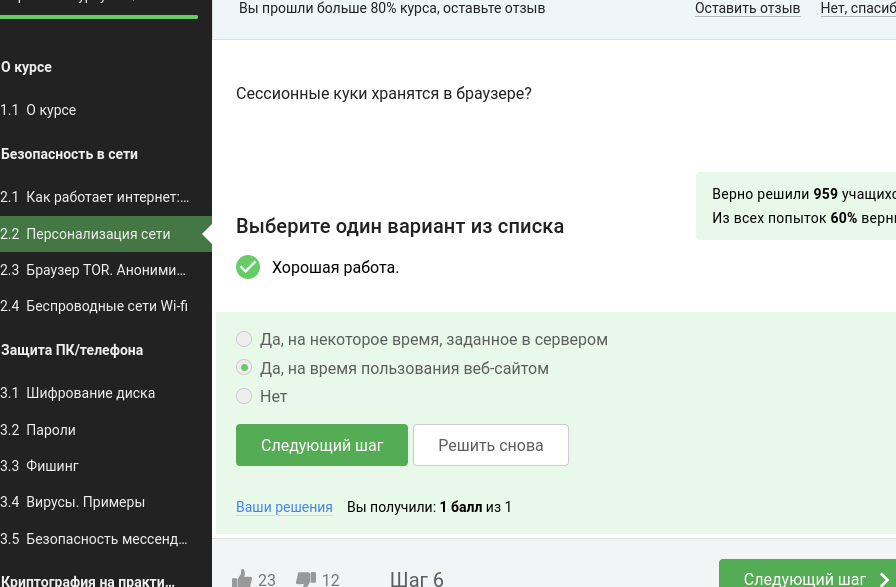 Вы прошли больше 80% курса, оставьте отзыв
Оставить отзыв
Нет, спасиб
О курсе
1.1 О курсе
Безопасность в сети
2.1 Как работает интернет:...
2.2 Персонализация сети
2.3 Браузер TOR. Аноними...
2.4 Беспроводные сети Wi-fi
Защита ПК/телефона
3.1 Шифрование диска
3.2 Пароли
3.3 Фишинг
3.4 Вирусы. Примеры
3.5 Безопасность мессенд...
Криптография на практи...
Сессионные куки хранятся в браузере?
Верно решили 959 учащихс
Из всех попыток 60% верн
Выберите один вариант из списка
Хорошая работа.
Да, на некоторое время, заданное в сервером
Да, на время пользования веб-сайтом
Нет
Следующий шаг
Решить снова
Ваши решения Вы получили: 1 балл из 1
23
12
Шаг 6
Следующий шаг